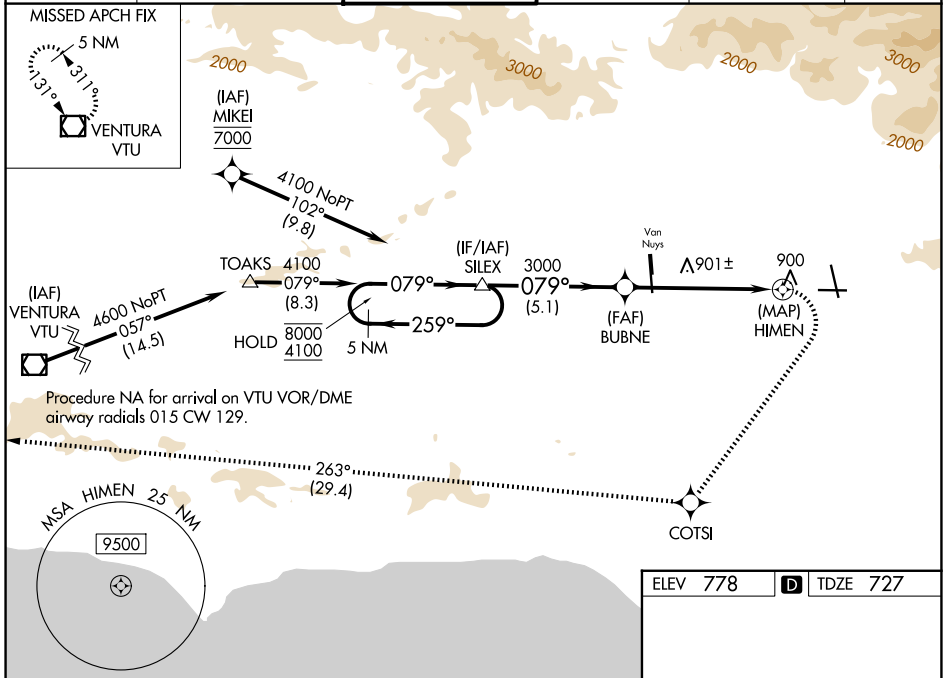 MISSED APCH FIX
5 NM
311°
131°
VENTURA
VTU
2000
3000
2000
3000
2000
(IAF)
MIKEI
7000
4100 NoPT
102°
(9.8)
TOAKS
4100
079°
(8.3)
079°
(IF/IAF)
SILEX
3000
079°
(5.1)
Van
Nuys
901±
900
(MAP)
HIMEN
(FAF)
BUBNE
(IAF)
VENTURA
VTU
4600 NoPT
057°
(14.5)
HOLD
8000
4100
259°
5 NM
Procedure NA for arrival on VTU VOR/DME
airway radials 015 CW 129.
263°
(29.4)
COTSI
MSA HIMEN 25 NM
9500
ELEV 778
D
TDZE 727